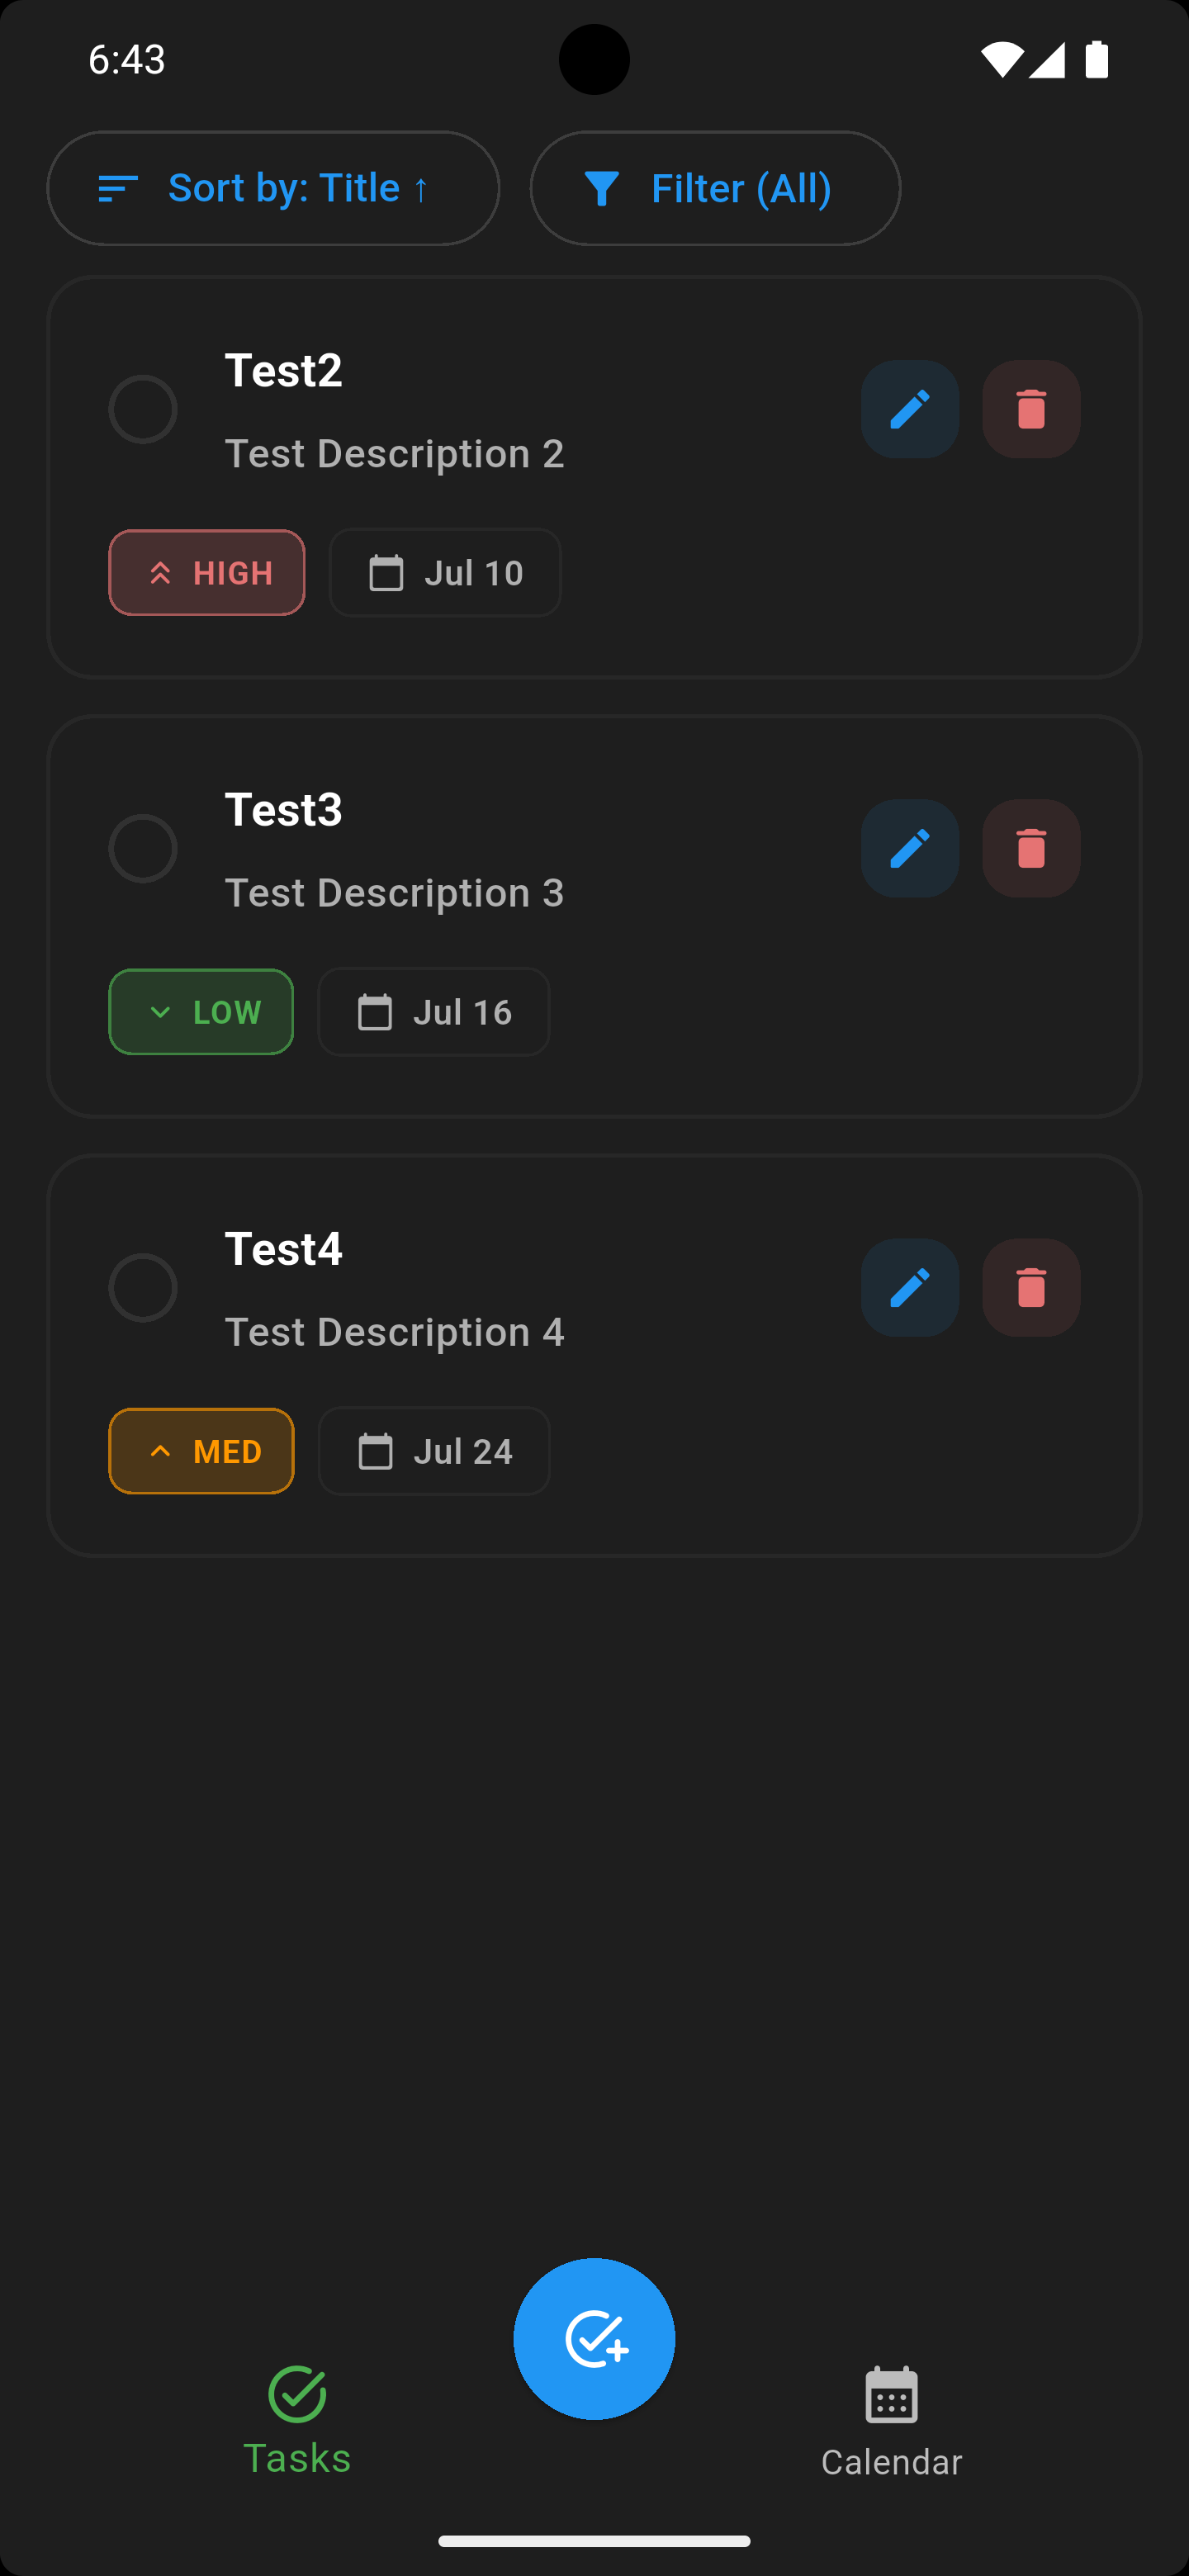 6:43
Sort by: Title ↑
Filter (All)
Test2
Test Description 2
HIGH
Jul 10
Test3
Test Description 3
LOW
Jul 16
Test4
Test Description 4
MED
Jul 24
Tasks
Calendar